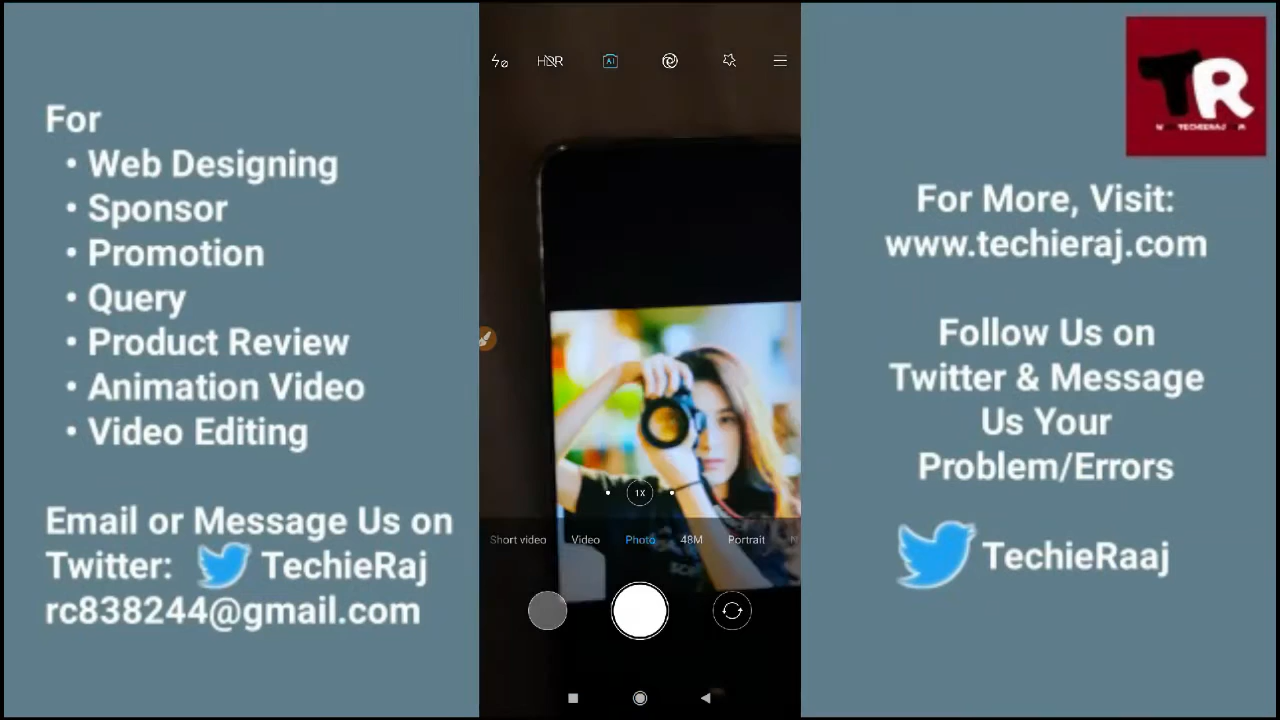 For
• Web Designing
• Sponsor
• Promotion
• Query
• Product Review
• Animation Video
• Video Editing
Email or Message Us on
Twitter: TechieRaj
rc838244@gmail.com
HDR
AI
1X
Short video Video Photo 48M Portrait
TR
For More, Visit:
www.techieraj.com
Follow Us on
Twitter & Message
Us Your
Problem/Errors
TechieRaaj